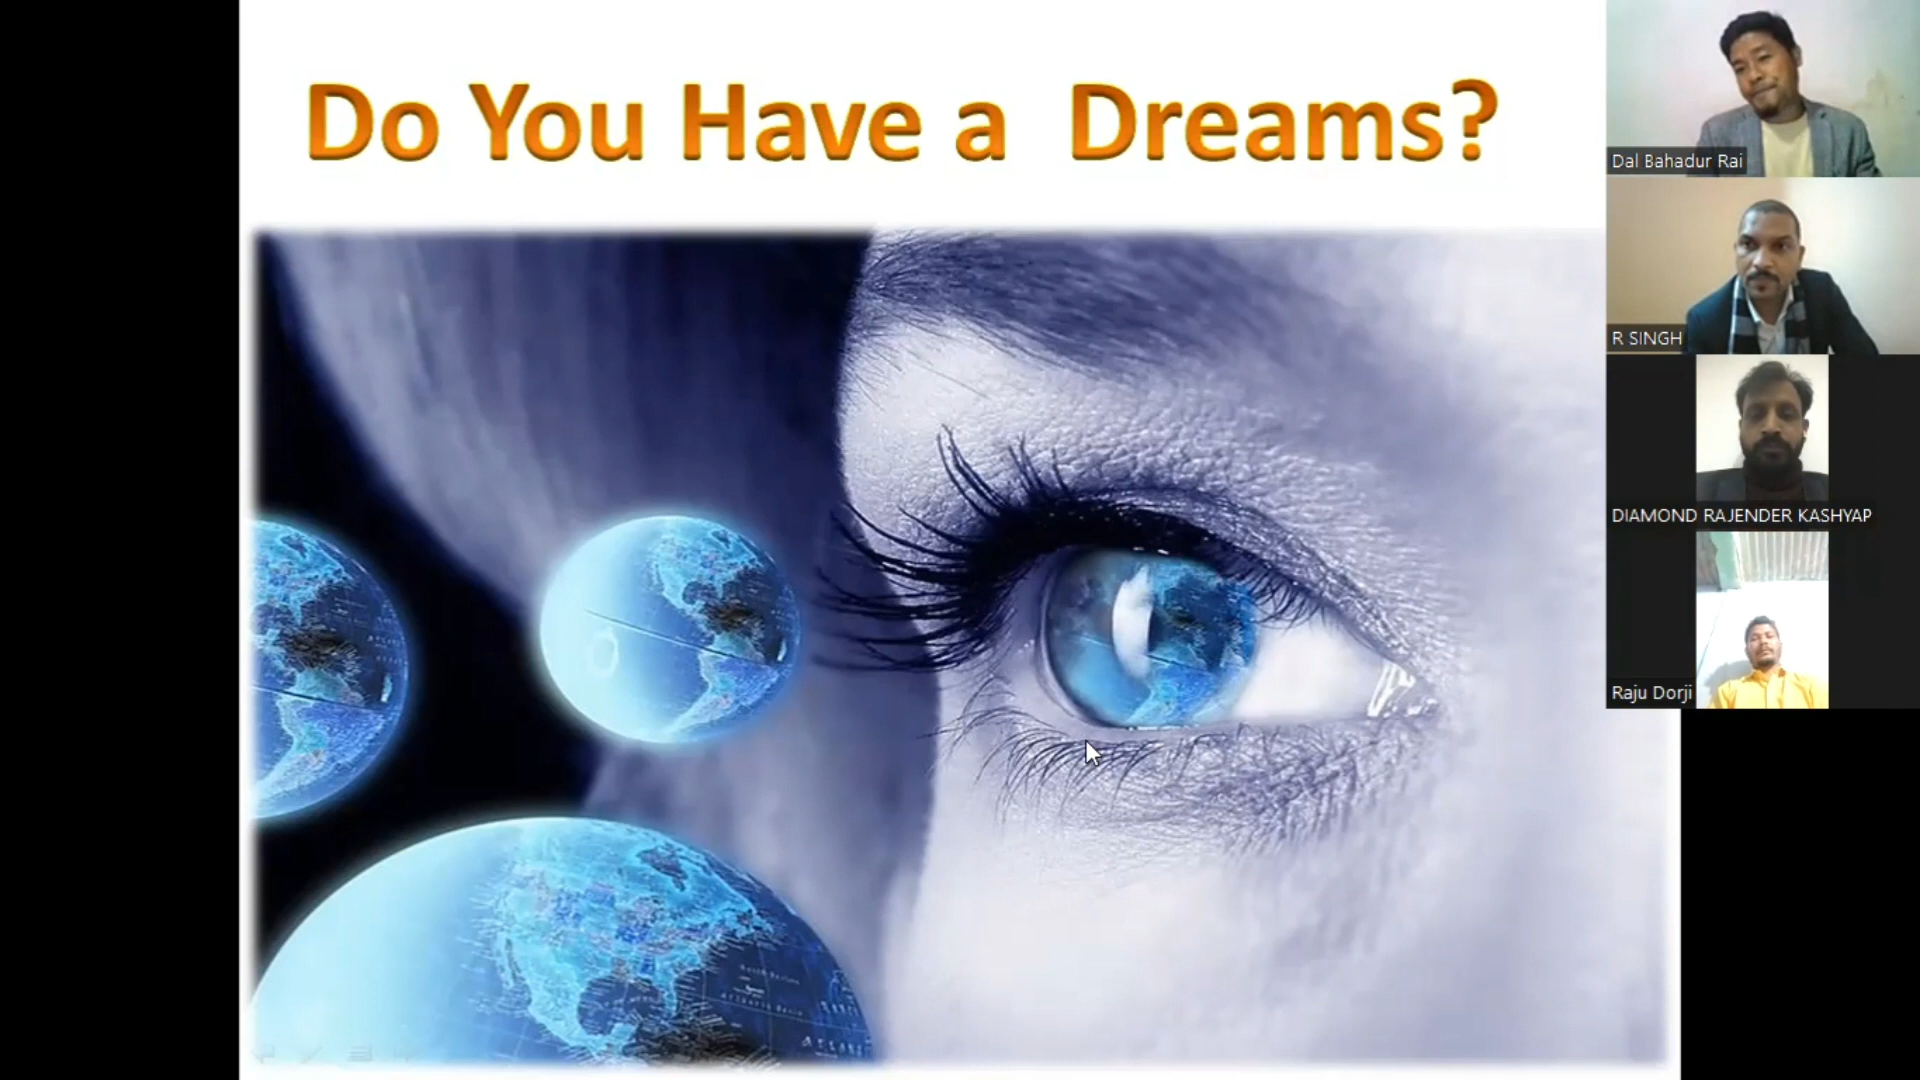 Do You Have a Dreams?
Dal Bahadur Rai
R SINGH
DIAMOND RAJENDER KASHYAP
Raju Dorji